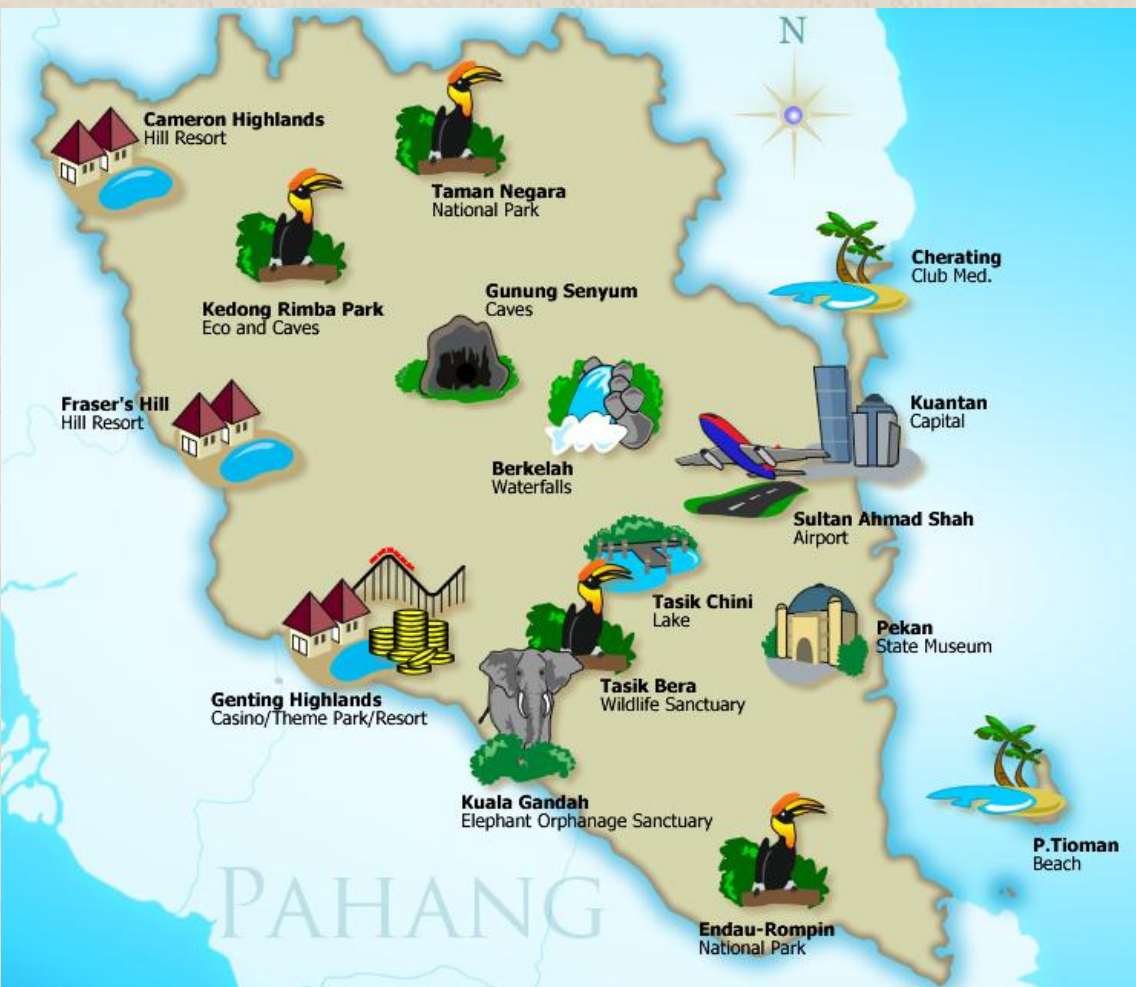 N
Cameron Highlands
Hill Resort
Taman Negara
National Park
Cherating
Club Med.
Kedong Rimba Park
Eco and Caves
Gunung Senyum
Caves
Fraser's Hill
Hill Resort
Kuantan
Capital
Berkelah
Waterfalls
Sultan Ahmad Shah
Airport
Tasik Chini
Lake
Pekan
State Museum
Genting Highlands
Casino/Theme Park/Resort
Tasik Bera
Wildlife Sanctuary
Kuala Gandah
Elephant Orphanage Sanctuary
P.Tioman
Beach
PAHANG
Endau-Rompin
National Park